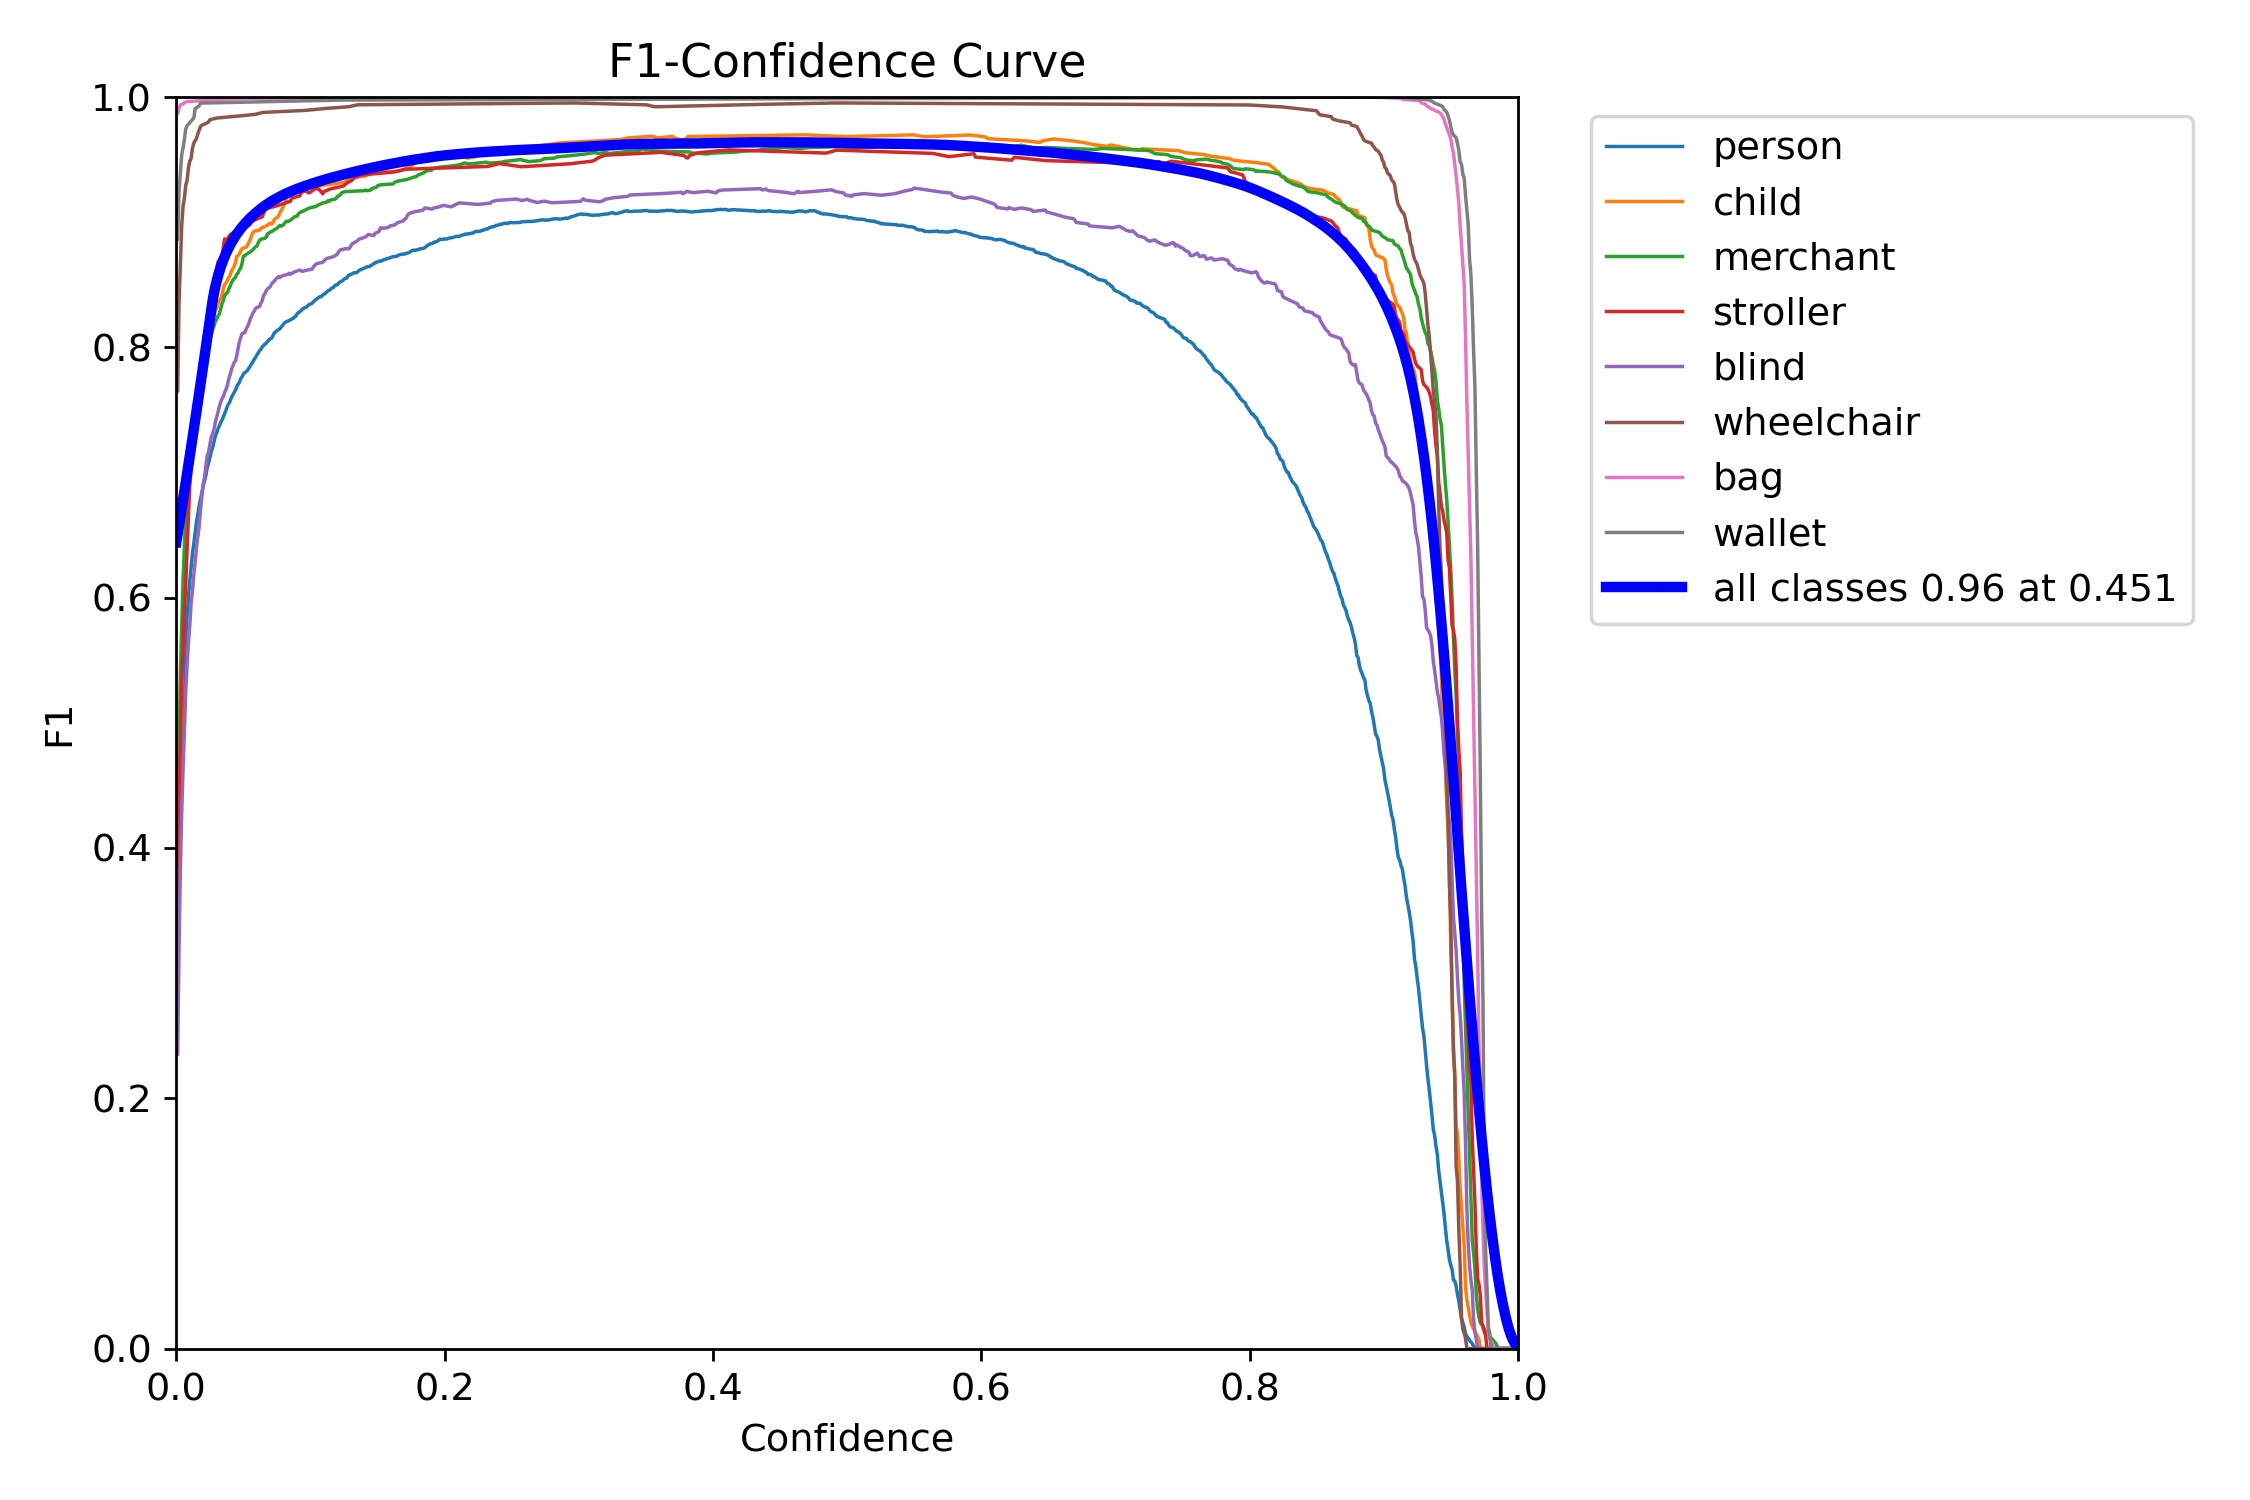 F1-Confidence Curve
1.0
0.8
0.6
0.4
0.2
0.0
F1
0.0 0.2 0.4 0.6 0.8 1.0
Confidence
person
child
merchant
stroller
blind
wheelchair
bag
wallet
all classes 0.96 at 0.451